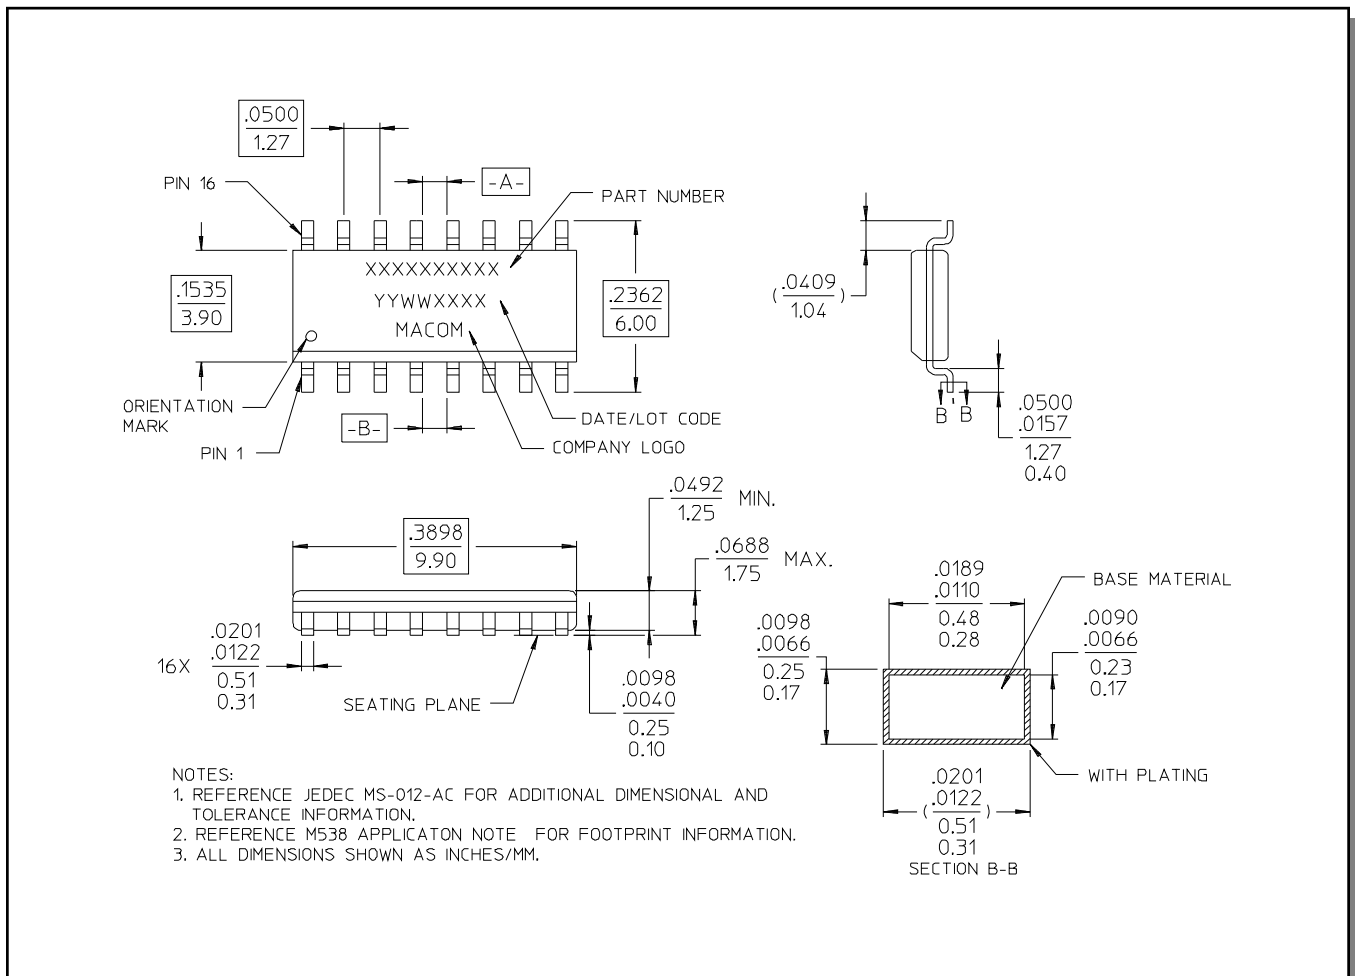 .0500
1.27
PIN 16
-A-
PART NUMBER
XXXXXXXXXX
YYWWXXXX
MACOM
.1535
3.90
.2362
6.00
ORIENTATION
MARK
PIN 1
-B-
DATE/LOT CODE
COMPANY LOGO
(.0409)
1.04
B B
.0500
.0157
1.27
0.40
.3898
9.90
.0492 MIN.
1.25
.0688 MAX.
1.75
16X
.0201
.0122
0.51
0.31
SEATING PLANE
.0098
.0040
0.25
0.10
.0189
.0110
0.48
0.28
BASE MATERIAL
.0098
.0066
0.25
0.17
.0090
.0066
0.23
0.17
WITH PLATING
.0201
(.0122)
0.51
0.31
SECTION B-B
NOTES:
1. REFERENCE JEDEC MS-012-AC FOR ADDITIONAL DIMENSIONAL AND
TOLERANCE INFORMATION.
2. REFERENCE M538 APPLICATON NOTE FOR FOOTPRINT INFORMATION.
3. ALL DIMENSIONS SHOWN AS INCHES/MM.